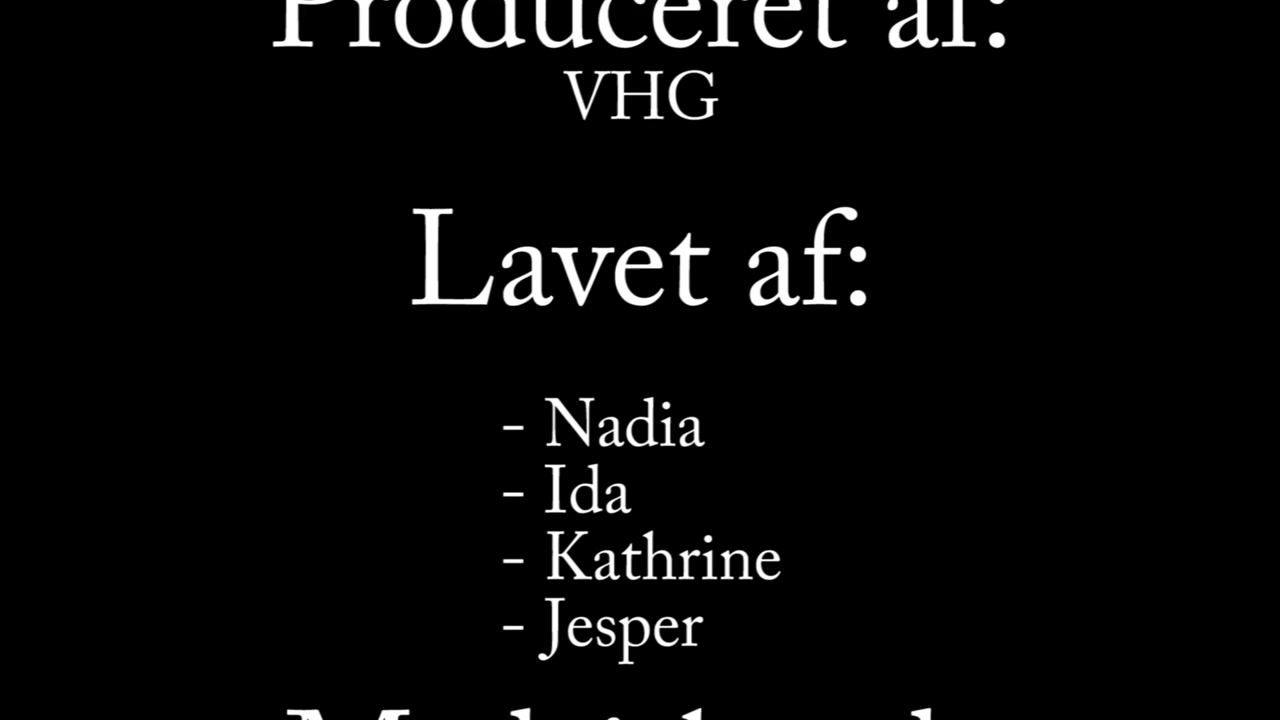 Produceret af:
VHG
Lavet af:
- Nadia
- Ida
- Kathrine
- Jesper